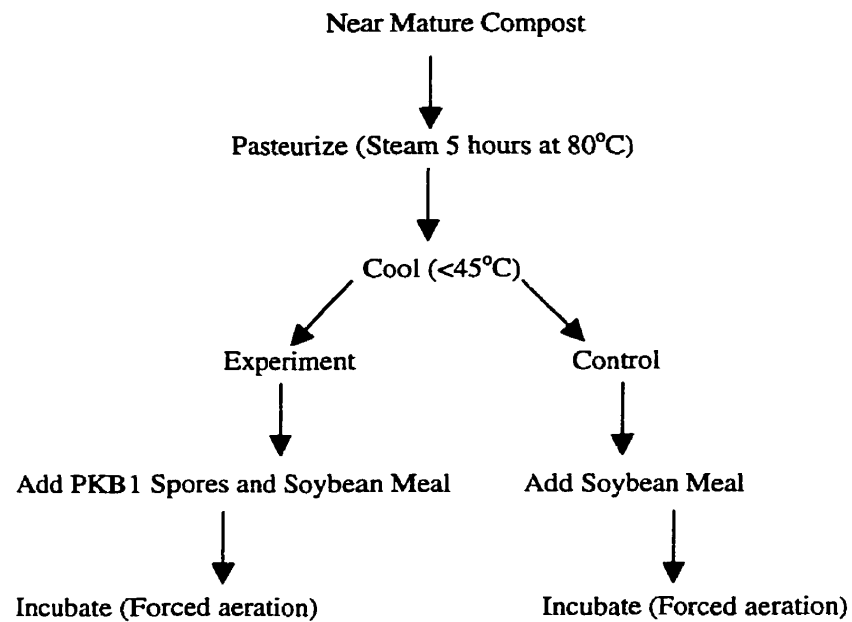 Near Mature Compost
Pasteurize (Steam 5 hours at 80°C)
Cool (<45°C)
Experiment
Control
Add PKB1 Spores and Soybean Meal
Add Soybean Meal
Incubate (Forced aeration)
Incubate (Forced aeration)